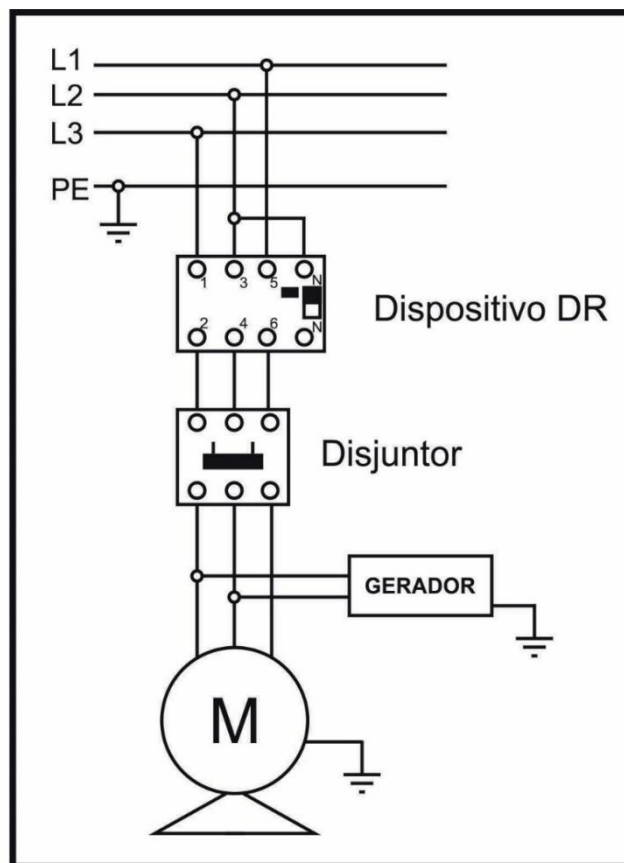 L1
L2
L3
PE
1 3 5 N
2 4 6 N
Dispositivo DR
Disjuntor
GERADOR
M